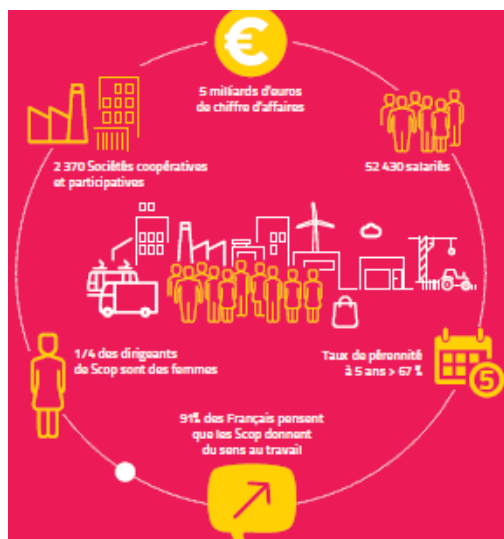 €
5 milliards d'euros
de chiffre d'affaires
2 370 Sociétés coopératives
et participatives
52 430 salariés
1/4 des dirigeants
de Scop sont des femmes
Taux de pérennité
à 5 ans > 67 %
5
91% des Français pensent
que les Scop donnent
du sens au travail